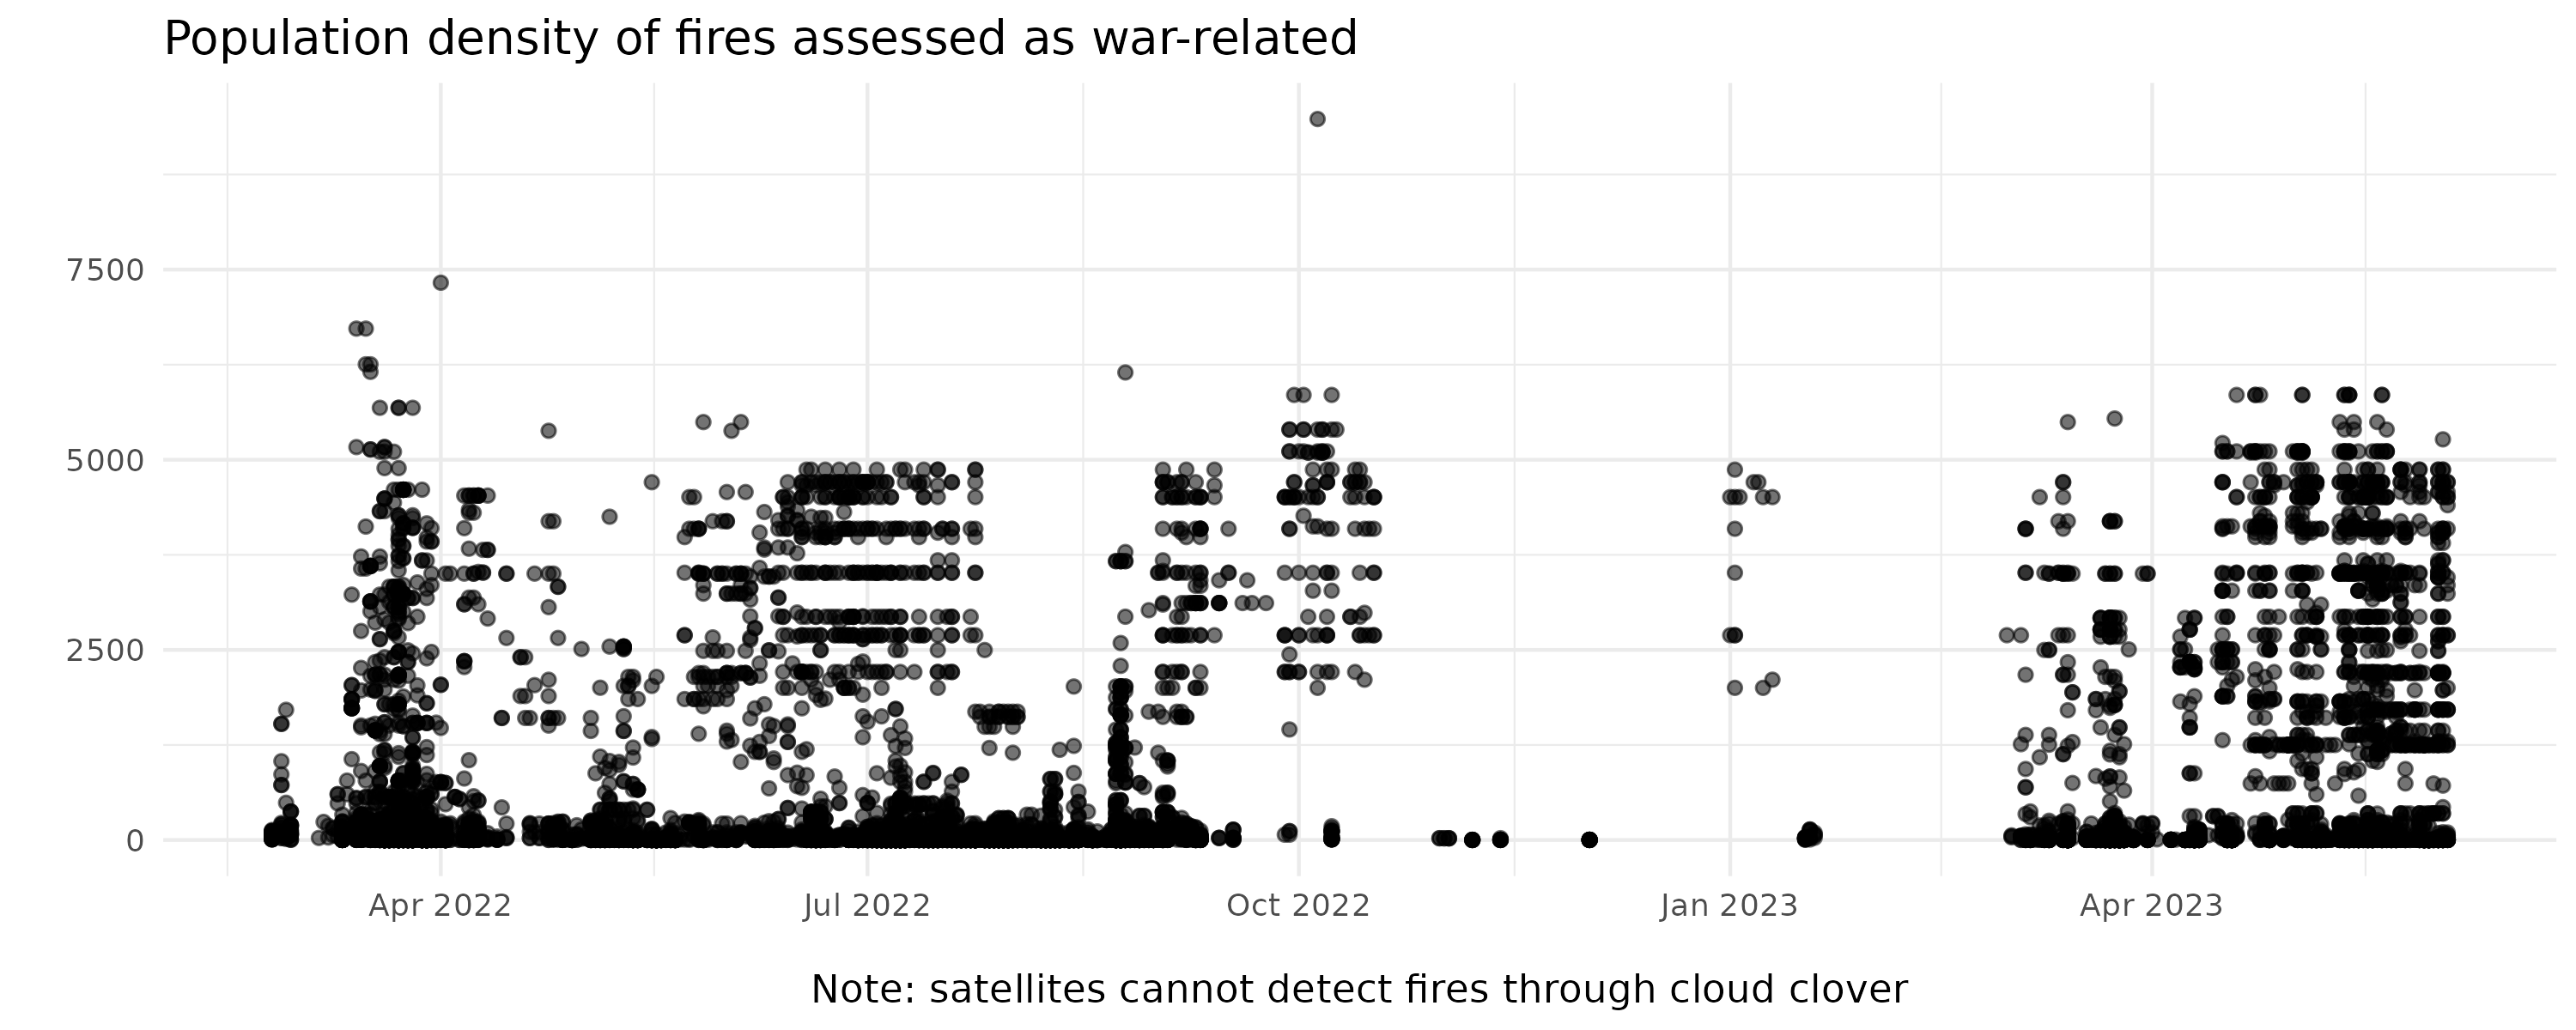 Population density of fires assessed as war-related
7500
5000
2500
0
Apr 2022
Jul 2022
Oct 2022
Jan 2023
Apr 2023
Note: satellites cannot detect fires through cloud clover